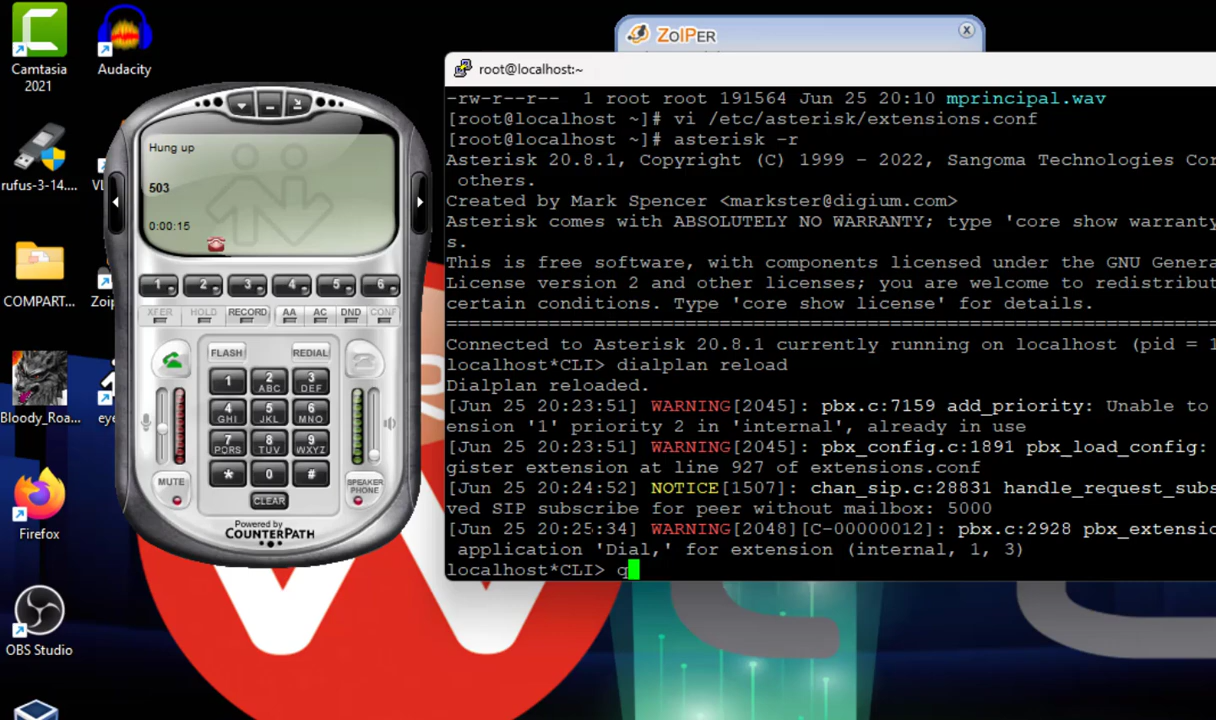 Camtasia
2021
Audacity
rufus-3-14....
VL
COMPART...
Zoip
Bloody_Roa...
eye
Firefox
OBS Studio
Hung up
503
0:00:15
1 2 3 4 5 6
XFER HOLD RECORD AA AC DND CONF
FLASH REDIAL
1 2 ABC 3 DEF
4 GHI 5 JKL 6 MNO
7 PQRS 8 TUV 9 WXYZ
* 0 #
MUTE CLEAR SPEAKER PHONE
Powered by
COUNTERPATH
ZOIPER
root@localhost:~
-rw-r--r--  1 root root 191564 Jun 25 20:10 mprincipal.wav
[root@localhost ~]# vi /etc/asterisk/extensions.conf
[root@localhost ~]# asterisk -r
Asterisk 20.8.1, Copyright (C) 1999 - 2022, Sangoma Technologies Cor
others.
Created by Mark Spencer <markster@digium.com>
Asterisk comes with ABSOLUTELY NO WARRANTY; type 'core show warranty
s.
This is free software, with components licensed under the GNU Genera
License version 2 and other licenses; you are welcome to redistribut
certain conditions. Type 'core show license' for details.
====================================================================
Connected to Asterisk 20.8.1 currently running on localhost (pid = 1
localhost*CLI> dialplan reload
Dialplan reloaded.
[Jun 25 20:23:51] WARNING[2045]: pbx.c:7159 add_priority: Unable to
ension '1' priority 2 in 'internal', already in use
[Jun 25 20:23:51] WARNING[2045]: pbx_config.c:1891 pbx_load_config:
gister extension at line 927 of extensions.conf
[Jun 25 20:24:52] NOTICE[1507]: chan_sip.c:28831 handle_request_subs
ved SIP subscribe for peer without mailbox: 5000
[Jun 25 20:25:34] WARNING[2048][C-00000012]: pbx.c:2928 pbx_extensio
application 'Dial,' for extension (internal, 1, 3)
localhost*CLI> q